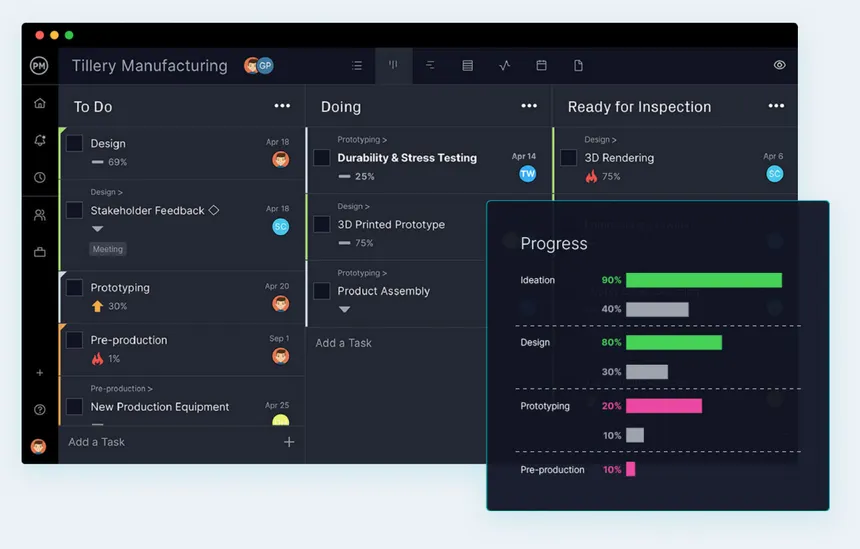 PM
Tillery Manufacturing
GP
To Do
Design
Apr 18
69%
Design >
Stakeholder Feedback
Apr 18
SC
Meeting
Prototyping
Apr 20
30%
Pre-production
Sep 1
1%
Pre-production >
New Production Equipment
Apr 25
Add a Task
Doing
Prototyping >
Durability & Stress Testing
Apr 14
25%
TW
Design >
3D Printed Prototype
75%
Prototyping >
Product Assembly
Add a Task
Ready for Inspection
Design >
3D Rendering
Apr 6
75%
SC
Progress
Ideation 90%
40%
Design 80%
30%
Prototyping 20%
10%
Pre-production 10%